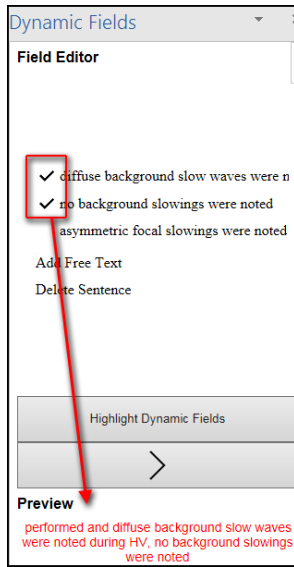 Dynamic Fields
Field Editor
diffuse background slow waves were n
no background slowings were noted
asymmetric focal slowings were noted
Add Free Text
Delete Sentence
Highlight Dynamic Fields
Preview
performed and diffuse background slow waves
were noted during HV, no background slowings
were noted